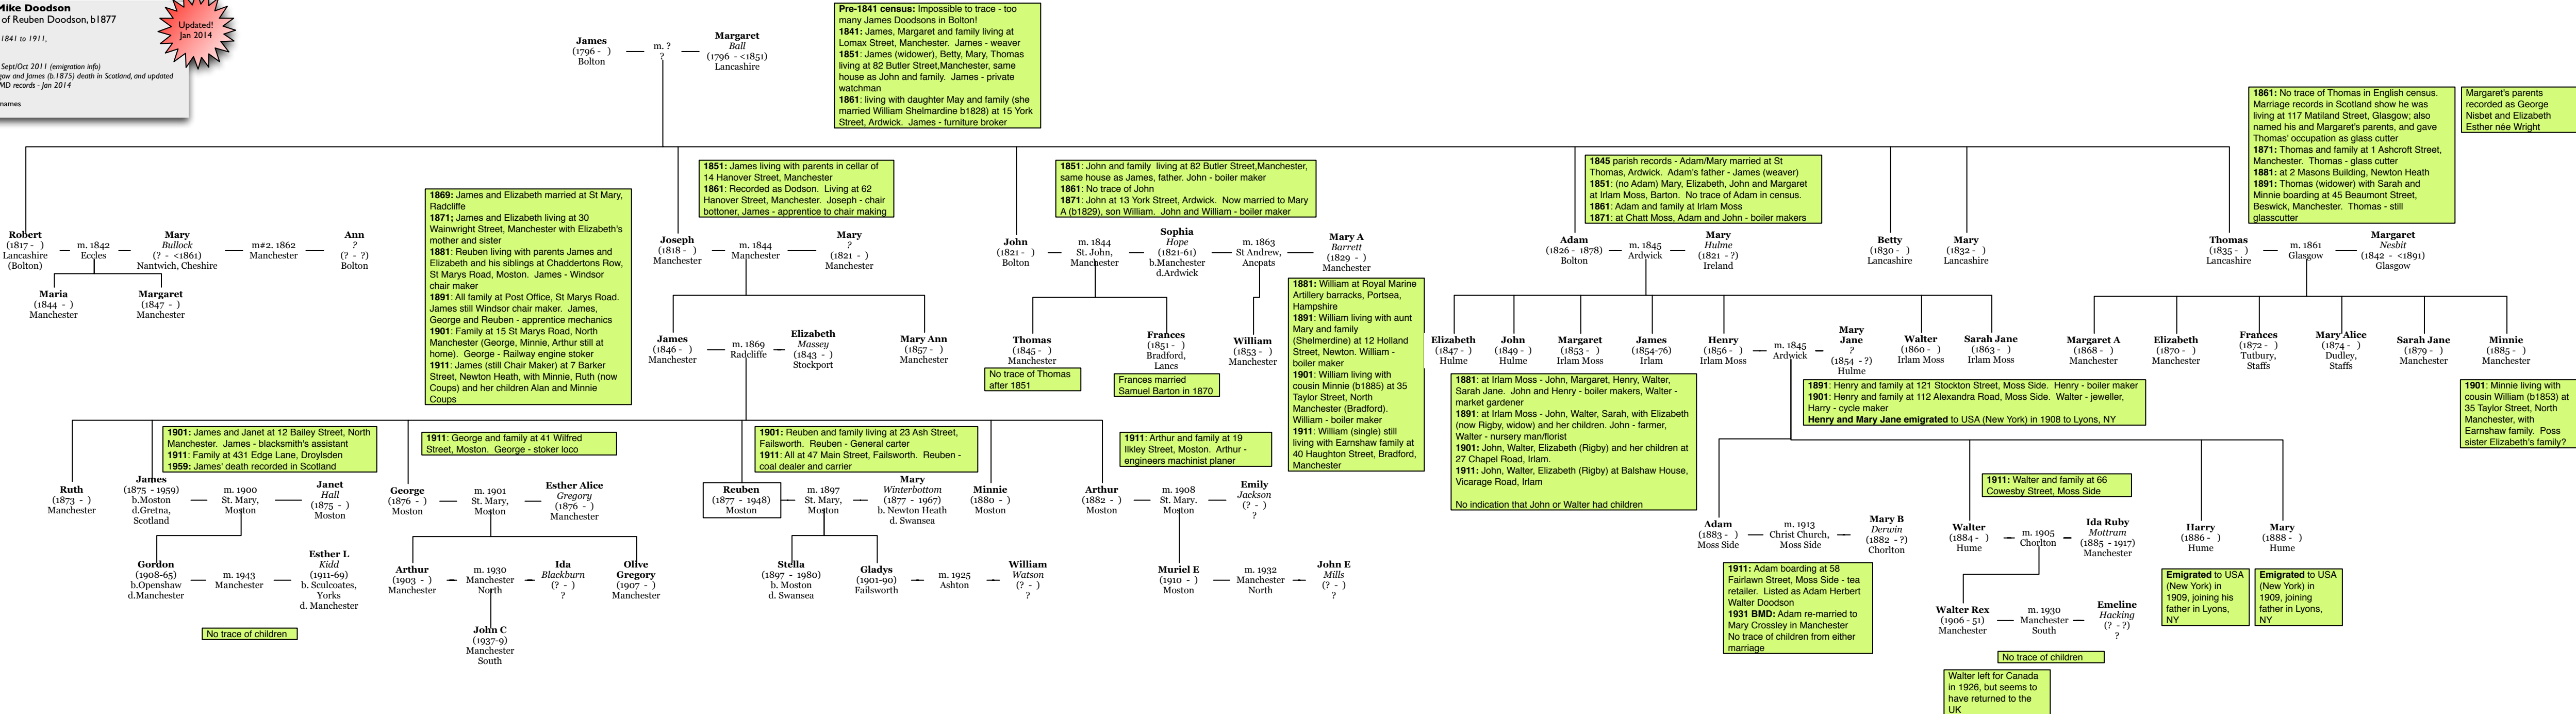 Mike Doodson
of Reuben Doodson, b1877
1841 to 1911,
Sept/Oct 2011 (emigration info)
gow and James (b.1875) death in Scotland, and updated
MD records - Jan 2014
names
Updated!
Jan 2014
James
(1796 - )
Bolton
m. ?
?
Margaret
Ball
(1796 - <1851)
Lancashire
Pre-1841 census: Impossible to trace - too
many James Doodsons in Bolton!
1841: James, Margaret and family living at
Lomax Street, Manchester. James - weaver
1851: James (widower), Betty, Mary, Thomas
living at 82 Butler Street,Manchester, same
house as John and family. James - private
watchman
1861: living with daughter May and family (she
married William Shelmardine b1828) at 15 York
Street, Ardwick. James - furniture broker
1861: No trace of Thomas in English census.
Marriage records in Scotland show he was
living at 117 Matiland Street, Glasgow; also
named his and Margaret's parents, and gave
Thomas' occupation as glass cutter
1871: Thomas and family at 1 Ashcroft Street,
Manchester. Thomas - glass cutter
1881: at 2 Masons Building, Newton Heath
1891: Thomas (widower) with Sarah and
Minnie boarding at 45 Beaumont Street,
Beswick, Manchester. Thomas - still
glasscutter
Margaret's parents
recorded as George
Nisbet and Elizabeth
Esther née Wright
1869: James and Elizabeth married at St Mary,
Radcliffe
1871; James and Elizabeth living at 30
Wainwright Street, Manchester with Elizabeth's
mother and sister
1881: Reuben living with parents James and
Elizabeth and his siblings at Chaddertons Row,
St Marys Road, Moston. James - Windsor
chair maker
1891: All family at Post Office, St Marys Road.
James still Windsor chair maker. James,
George and Reuben - apprentice mechanics
1901: Family at 15 St Marys Road, North
Manchester (George, Minnie, Arthur still at
home). George - Railway engine stoker
1911: James (still Chair Maker) at 7 Barker
Street, Newton Heath, with Minnie, Ruth (now
Coups) and her children Alan and Minnie
Coups
1851: James living with parents in cellar of
14 Hanover Street, Manchester
1861: Recorded as Dodson. Living at 62
Hanover Street, Manchester. Joseph - chair
bottoner, James - apprentice to chair making
1851: John and family living at 82 Butler Street,Manchester,
same house as James, father. John - boiler maker
1861: No trace of John
1871: John at 13 York Street, Ardwick. Now married to Mary
A (b1829), son William. John and William - boiler maker
1845 parish records - Adam/Mary married at St
Thomas, Ardwick. Adam's father - James (weaver)
1851: (no Adam) Mary, Elizabeth, John and Margaret
at Irlam Moss, Barton. No trace of Adam in census.
1861: Adam and family at Irlam Moss
1871: at Chatt Moss, Adam and John - boiler makers
Robert
(1817 - )
Lancashire
(Bolton)
m. 1842
Eccles
Mary
Bullock
(? - <1861)
Nantwich, Cheshire
m#2. 1862
Manchester
Ann
?
(? - ?)
Bolton
Joseph
(1818 - )
Manchester
m. 1844
Manchester
Mary
?
(1821 - )
Manchester
John
(1821 - )
Bolton
m. 1844
St. John,
Manchester
Sophia
Hope
(1821-61)
b.Manchester
d.Ardwick
m. 1863
St Andrew,
Ancoats
Mary A
Barrett
(1829 - )
Manchester
Adam
(1826 - 1878)
Bolton
m. 1845
Ardwick
Mary
Hulme
(1821 - ?)
Ireland
Betty
(1830 - )
Lancashire
Mary
(1832 - )
Lancashire
Thomas
(1835 - )
Lancashire
m. 1861
Glasgow
Margaret
Nesbit
(1842 - <1891)
Glasgow
Maria
(1844 - )
Manchester
Margaret
(1847 - )
Manchester
James
(1846 - )
Manchester
m. 1869
Radcliffe
Elizabeth
Massey
(1843 - )
Stockport
Mary Ann
(1857 - )
Manchester
Thomas
(1845 - )
Manchester
No trace of Thomas
after 1851
Frances
(1851 - )
Bradford,
Lancs
Frances married
Samuel Barton in 1870
William
(1853 - )
Manchester
1881: William at Royal Marine
Artillery barracks, Portsea,
Hampshire
1891: William living with aunt
Mary and family
(Shelmerdine) at 12 Holland
Street, Newton. William -
boiler maker
1901: William living with
cousin Minnie (b1885) at 35
Taylor Street, North
Manchester (Bradford).
William - boiler maker
1911: William (single) still
living with Earnshaw family at
40 Haughton Street, Bradford,
Manchester
Elizabeth
(1847 - )
Hulme
John
(1849 - )
Hulme
Margaret
(1853 - )
Irlam Moss
James
(1854-76)
Irlam
Henry
(1856 - )
Irlam Moss
m. 1845
Ardwick
Mary
Jane
?
(1854 - ?)
Hulme
Walter
(1860 - )
Irlam Moss
Sarah Jane
(1863 - )
Irlam Moss
Margaret A
(1868 - )
Manchester
Elizabeth
(1870 - )
Manchester
Frances
(1872 - )
Tutbury,
Staffs
Mary Alice
(1874 - )
Dudley,
Staffs
Sarah Jane
(1879 - )
Manchester
Minnie
(1885 - )
Manchester
1881: at Irlam Moss - John, Margaret, Henry, Walter,
Sarah Jane. John and Henry - boiler makers, Walter -
market gardener
1891: at Irlam Moss - John, Walter, Sarah, with Elizabeth
(now Rigby, widow) and her children. John - farmer,
Walter - nursery man/florist
1901: John, Walter, Elizabeth (Rigby) and her children at
27 Chapel Road, Irlam.
1911: John, Walter, Elizabeth (Rigby) at Balshaw House,
Vicarage Road, Irlam
No indication that John or Walter had children
1891: Henry and family at 121 Stockton Street, Moss Side. Henry - boiler maker
1901: Henry and family at 112 Alexandra Road, Moss Side. Walter - jeweller,
Harry - cycle maker
Henry and Mary Jane emigrated to USA (New York) in 1908 to Lyons, NY
1901: Minnie living with
cousin William (b1853) at
35 Taylor Street, North
Manchester, with
Earnshaw family. Poss
sister Elizabeth's family?
1901: James and Janet at 12 Bailey Street, North
Manchester. James - blacksmith's assistant
1911: Family at 431 Edge Lane, Droylsden
1959: James' death recorded in Scotland
1911: George and family at 41 Wilfred
Street, Moston. George - stoker loco
1901: Reuben and family living at 23 Ash Street,
Failsworth. Reuben - General carter
1911: All at 47 Main Street, Failsworth. Reuben -
coal dealer and carrier
1911: Arthur and family at 19
Ilkley Street, Moston. Arthur -
engineers machinist planer
Ruth
(1873 - )
Manchester
James
(1875 - 1959)
b.Moston
d.Gretna,
Scotland
m. 1900
St. Mary,
Moston
Janet
Hall
(1875 - )
Moston
George
(1876 - )
Moston
m. 1901
St. Mary,
Moston
Esther Alice
Gregory
(1876 - )
Manchester
Reuben
(1877 - 1948)
Moston
m. 1897
St. Mary,
Moston
Mary
Winterbottom
(1877 - 1967)
b. Newton Heath
d. Swansea
Minnie
(1880 - )
Moston
Arthur
(1882 - )
Moston
m. 1908
St. Mary.
Moston
Emily
Jackson
(? - )
?
1911: Walter and family at 66
Cowesby Street, Moss Side
Adam
(1883 - )
Moss Side
m. 1913
Christ Church,
Moss Side
Mary B
Derwin
(1882 - ?)
Chorlton
Walter
(1884 - )
Hume
m. 1905
Chorlton
Ida Ruby
Mottram
(1885 - 1917)
Manchester
Harry
(1886 - )
Hume
Mary
(1888 - )
Hume
Gordon
(1908-65)
b.Openshaw
d.Manchester
m. 1943
Manchester
Esther L
Kidd
(1911-69)
b. Sculcoates,
Yorks
d. Manchester
No trace of children
Arthur
(1903 - )
Manchester
m. 1930
Manchester
North
Ida
Blackburn
(? - )
?
Olive
Gregory
(1907 - )
Manchester
John C
(1937-9)
Manchester
South
Stella
(1897 - 1980)
b. Moston
d. Swansea
Gladys
(1901-90)
Failsworth
m. 1925
Ashton
William
Watson
(? - )
?
Muriel E
(1910 - )
Moston
m. 1932
Manchester
North
John E
Mills
(? - )
?
1911: Adam boarding at 58
Fairlawn Street, Moss Side - tea
retailer. Listed as Adam Herbert
Walter Doodson
1931 BMD: Adam re-married to
Mary Crossley in Manchester
No trace of children from either
marriage
Emigrated to USA
(New York) in
1909, joining his
father in Lyons,
NY
Emigrated to USA
(New York) in
1909, joining
father in Lyons,
NY
Walter Rex
(1906 - 51)
Manchester
m. 1930
Manchester
South
Emeline
Hacking
(? - ?)
?
No trace of children
Walter left for Canada
in 1926, but seems to
have returned to the
UK